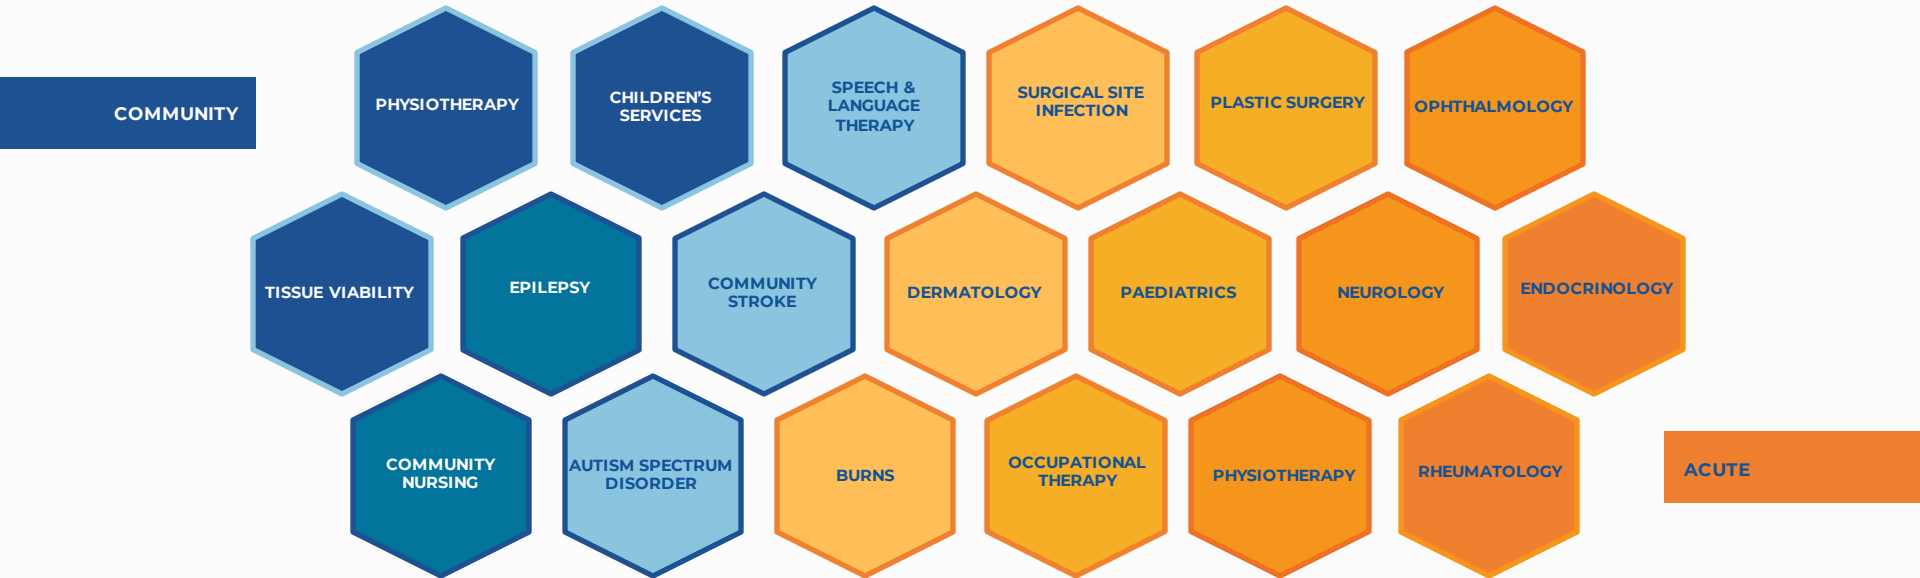 COMMUNITY
PHYSIOTHERAPY
CHILDREN'S
SERVICES
SPEECH &
LANGUAGE
THERAPY
SURGICAL SITE
INFECTION
PLASTIC SURGERY
OPHTHALMOLOGY
TISSUE VIABILITY
EPILEPSY
COMMUNITY
STROKE
DERMATOLOGY
PAEDIATRICS
NEUROLOGY
ENDOCRINOLOGY
COMMUNITY
NURSING
AUTISM SPECTRUM
DISORDER
BURNS
OCCUPATIONAL
THERAPY
PHYSIOTHERAPY
RHEUMATOLOGY
ACUTE